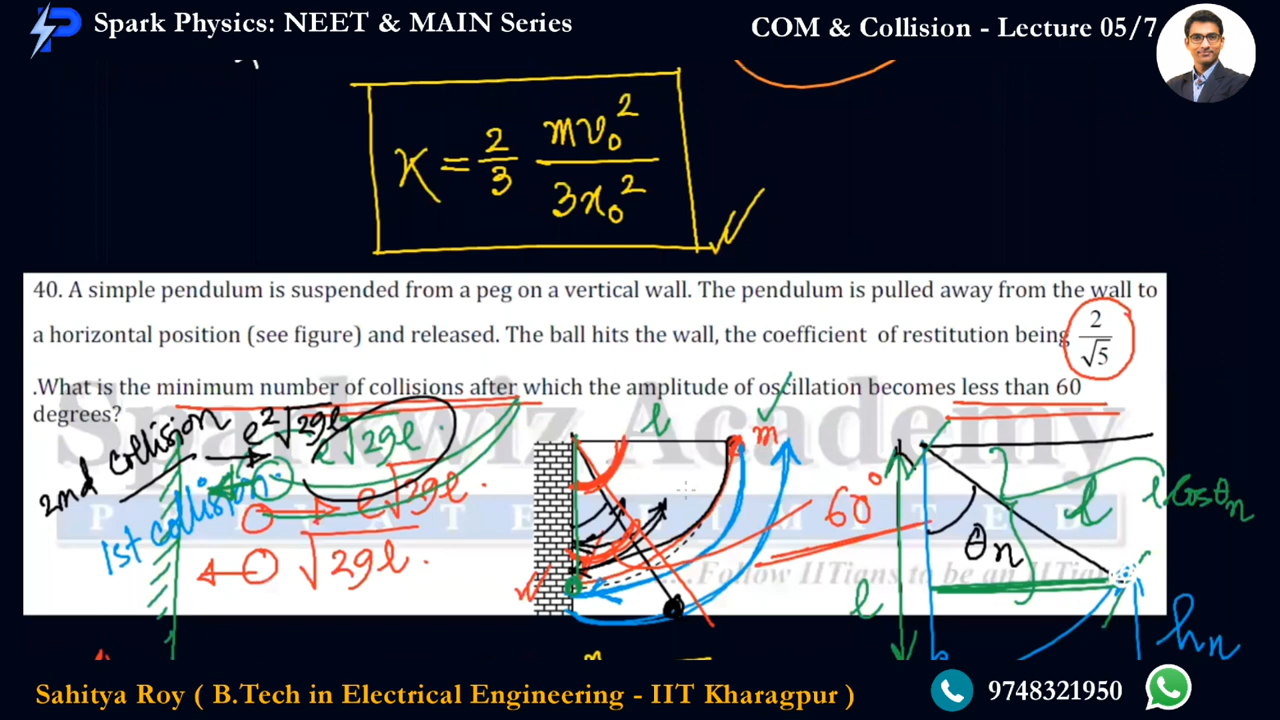 Spark Physics: NEET & MAIN Series
COM & Collision - Lecture 05/7
K = 2/3 mv₀²/3x₀²
40. A simple pendulum is suspended from a peg on a vertical wall. The pendulum is pulled away from the wall to
a horizontal position (see figure) and released. The ball hits the wall, the coefficient of restitution being 2/√5
.What is the minimum number of collisions after which the amplitude of oscillation becomes less than 60
degrees?
Sparkwiz Academy
PRIVATE LIMITED
...Follow IITians to be an IITian
2nd collision → e²√2gl
e√2gl.
1st collision
e√2gl.
√2gl.
l
m
60°
l
l cosθn
θn
l
hn
Sahitya Roy ( B.Tech in Electrical Engineering - IIT Kharagpur )
9748321950